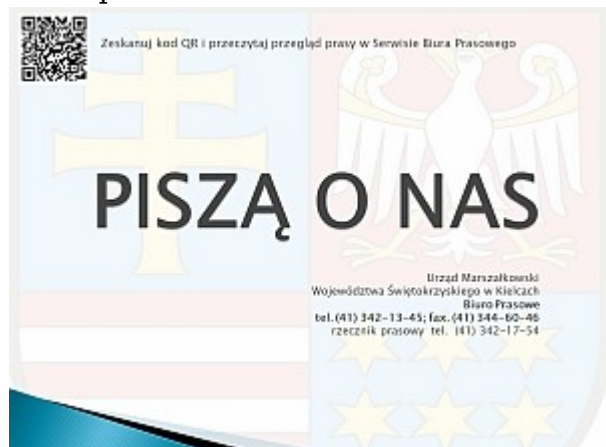 Zeskanuj kod QR i przeczytaj przegląd prasy w Serwisie Biura Prasowego
PISZĄ O NAS
Urząd Marszałkowski
Województwa Świętokrzyskiego w Kielcach
Biuro Prasowe
tel.(41) 342-13-45; fax.(41) 344-60-46
rzecznik prasowy tel. (41) 342-17-54